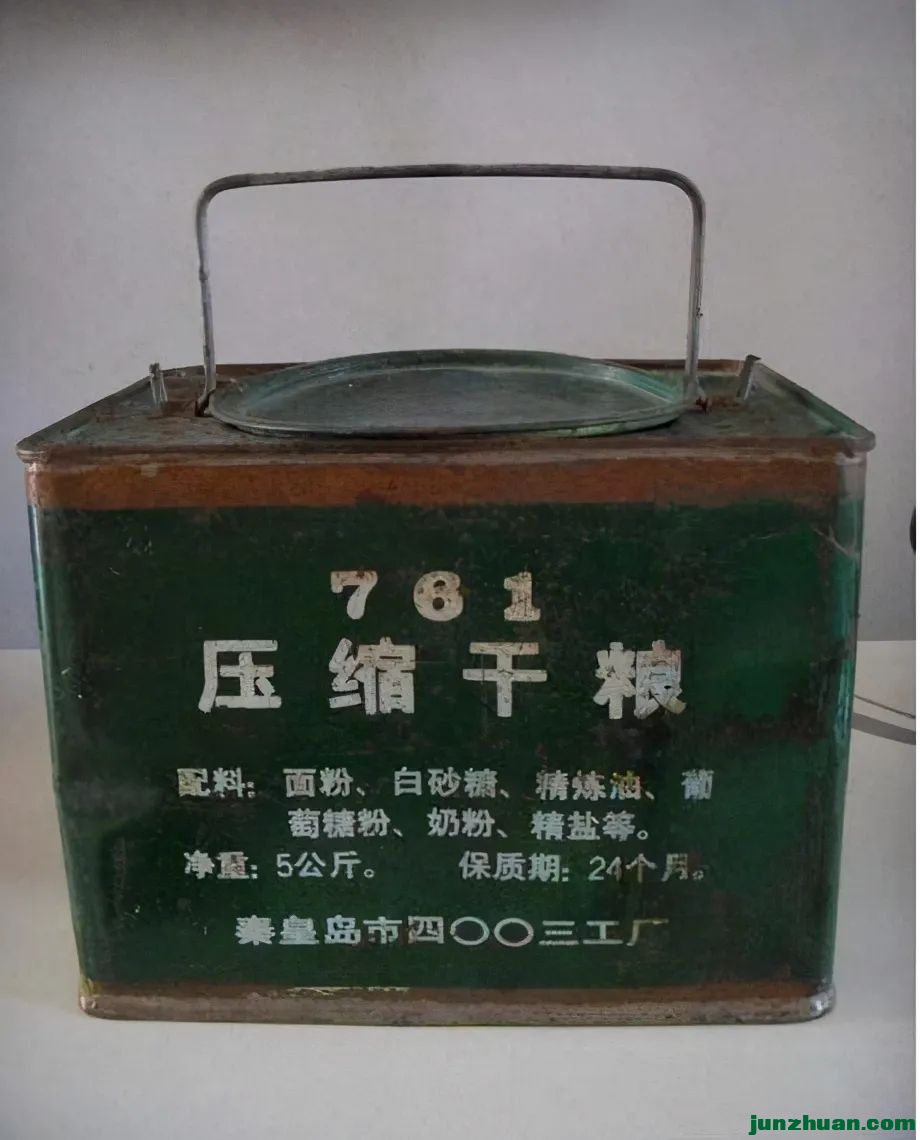 761
压缩干粮
配料：面粉、白砂糖、精炼油、葡
萄糖粉、奶粉、精盐等。
净重：5公斤。 保质期：24个月。
秦皇岛市四〇〇三工厂
junzhuan.com